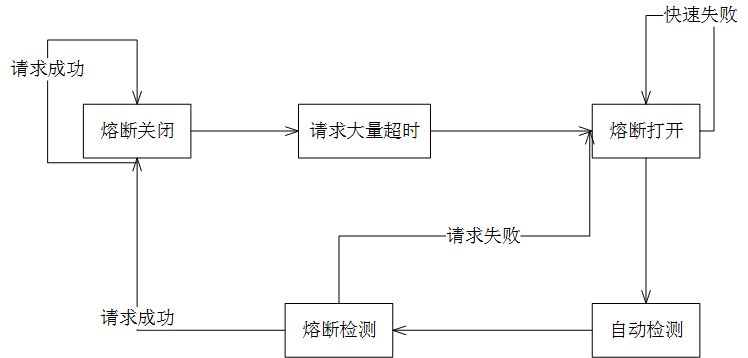 快速失败
请求成功
熔断关闭
请求大量超时
熔断打开
请求失败
请求成功
熔断检测
自动检测